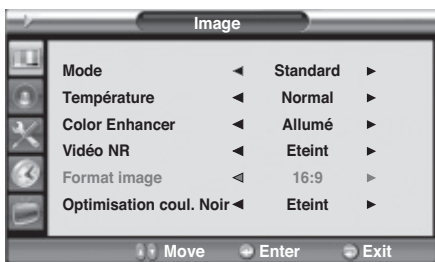 Image
Mode ◄ Standard ►
Température ◄ Normal ►
Color Enhancer ◄ Allumé ►
Vidéo NR ◄ Eteint ►
Format image ◄ 16:9 ►
Optimisation coul. Noir ◄ Eteint ►
Move Enter Exit